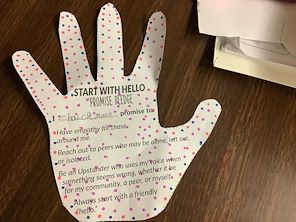 START WITH HELLO
PROMISE PLEDGE
promise to:
Have empathy for those
around me.
Reach out to peers who may be alone, left out,
or isolated.
Be an Upstander who uses my voice when
something seems wrong, whether it be
for my community, a peer, or myself.
Always start with a friendly
hello.